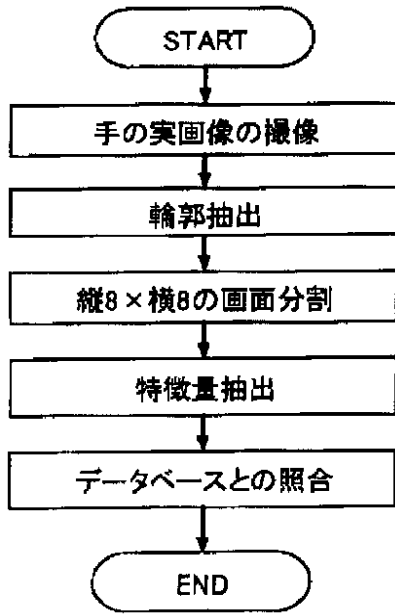 START
手の実画像の撮像
輪郭抽出
縦8×横8の画面分割
特徴量抽出
データベースとの照合
END